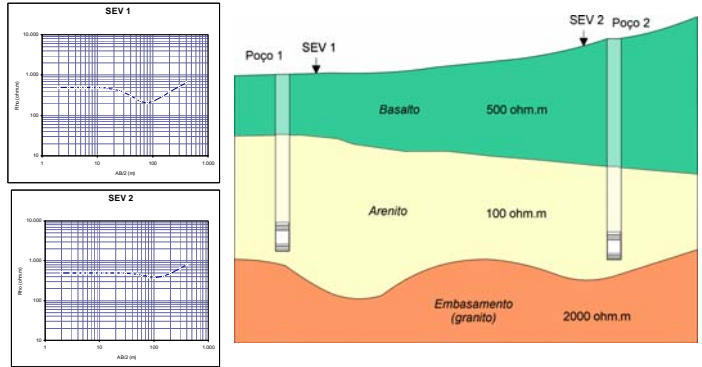 SEV 1
10.000
1.000
100
10
Rho (ohm.m)
1 10 100 1.000
AB/2 (m)
SEV 2
10.000
1.000
100
10
Rho (ohm.m)
1 10 100 1.000
AB/2 (m)
SEV 2 Poço 2
Poço 1 SEV 1
Basalto 500 ohm.m
Arenito 100 ohm.m
Embasamento
(granito) 2000 ohm.m